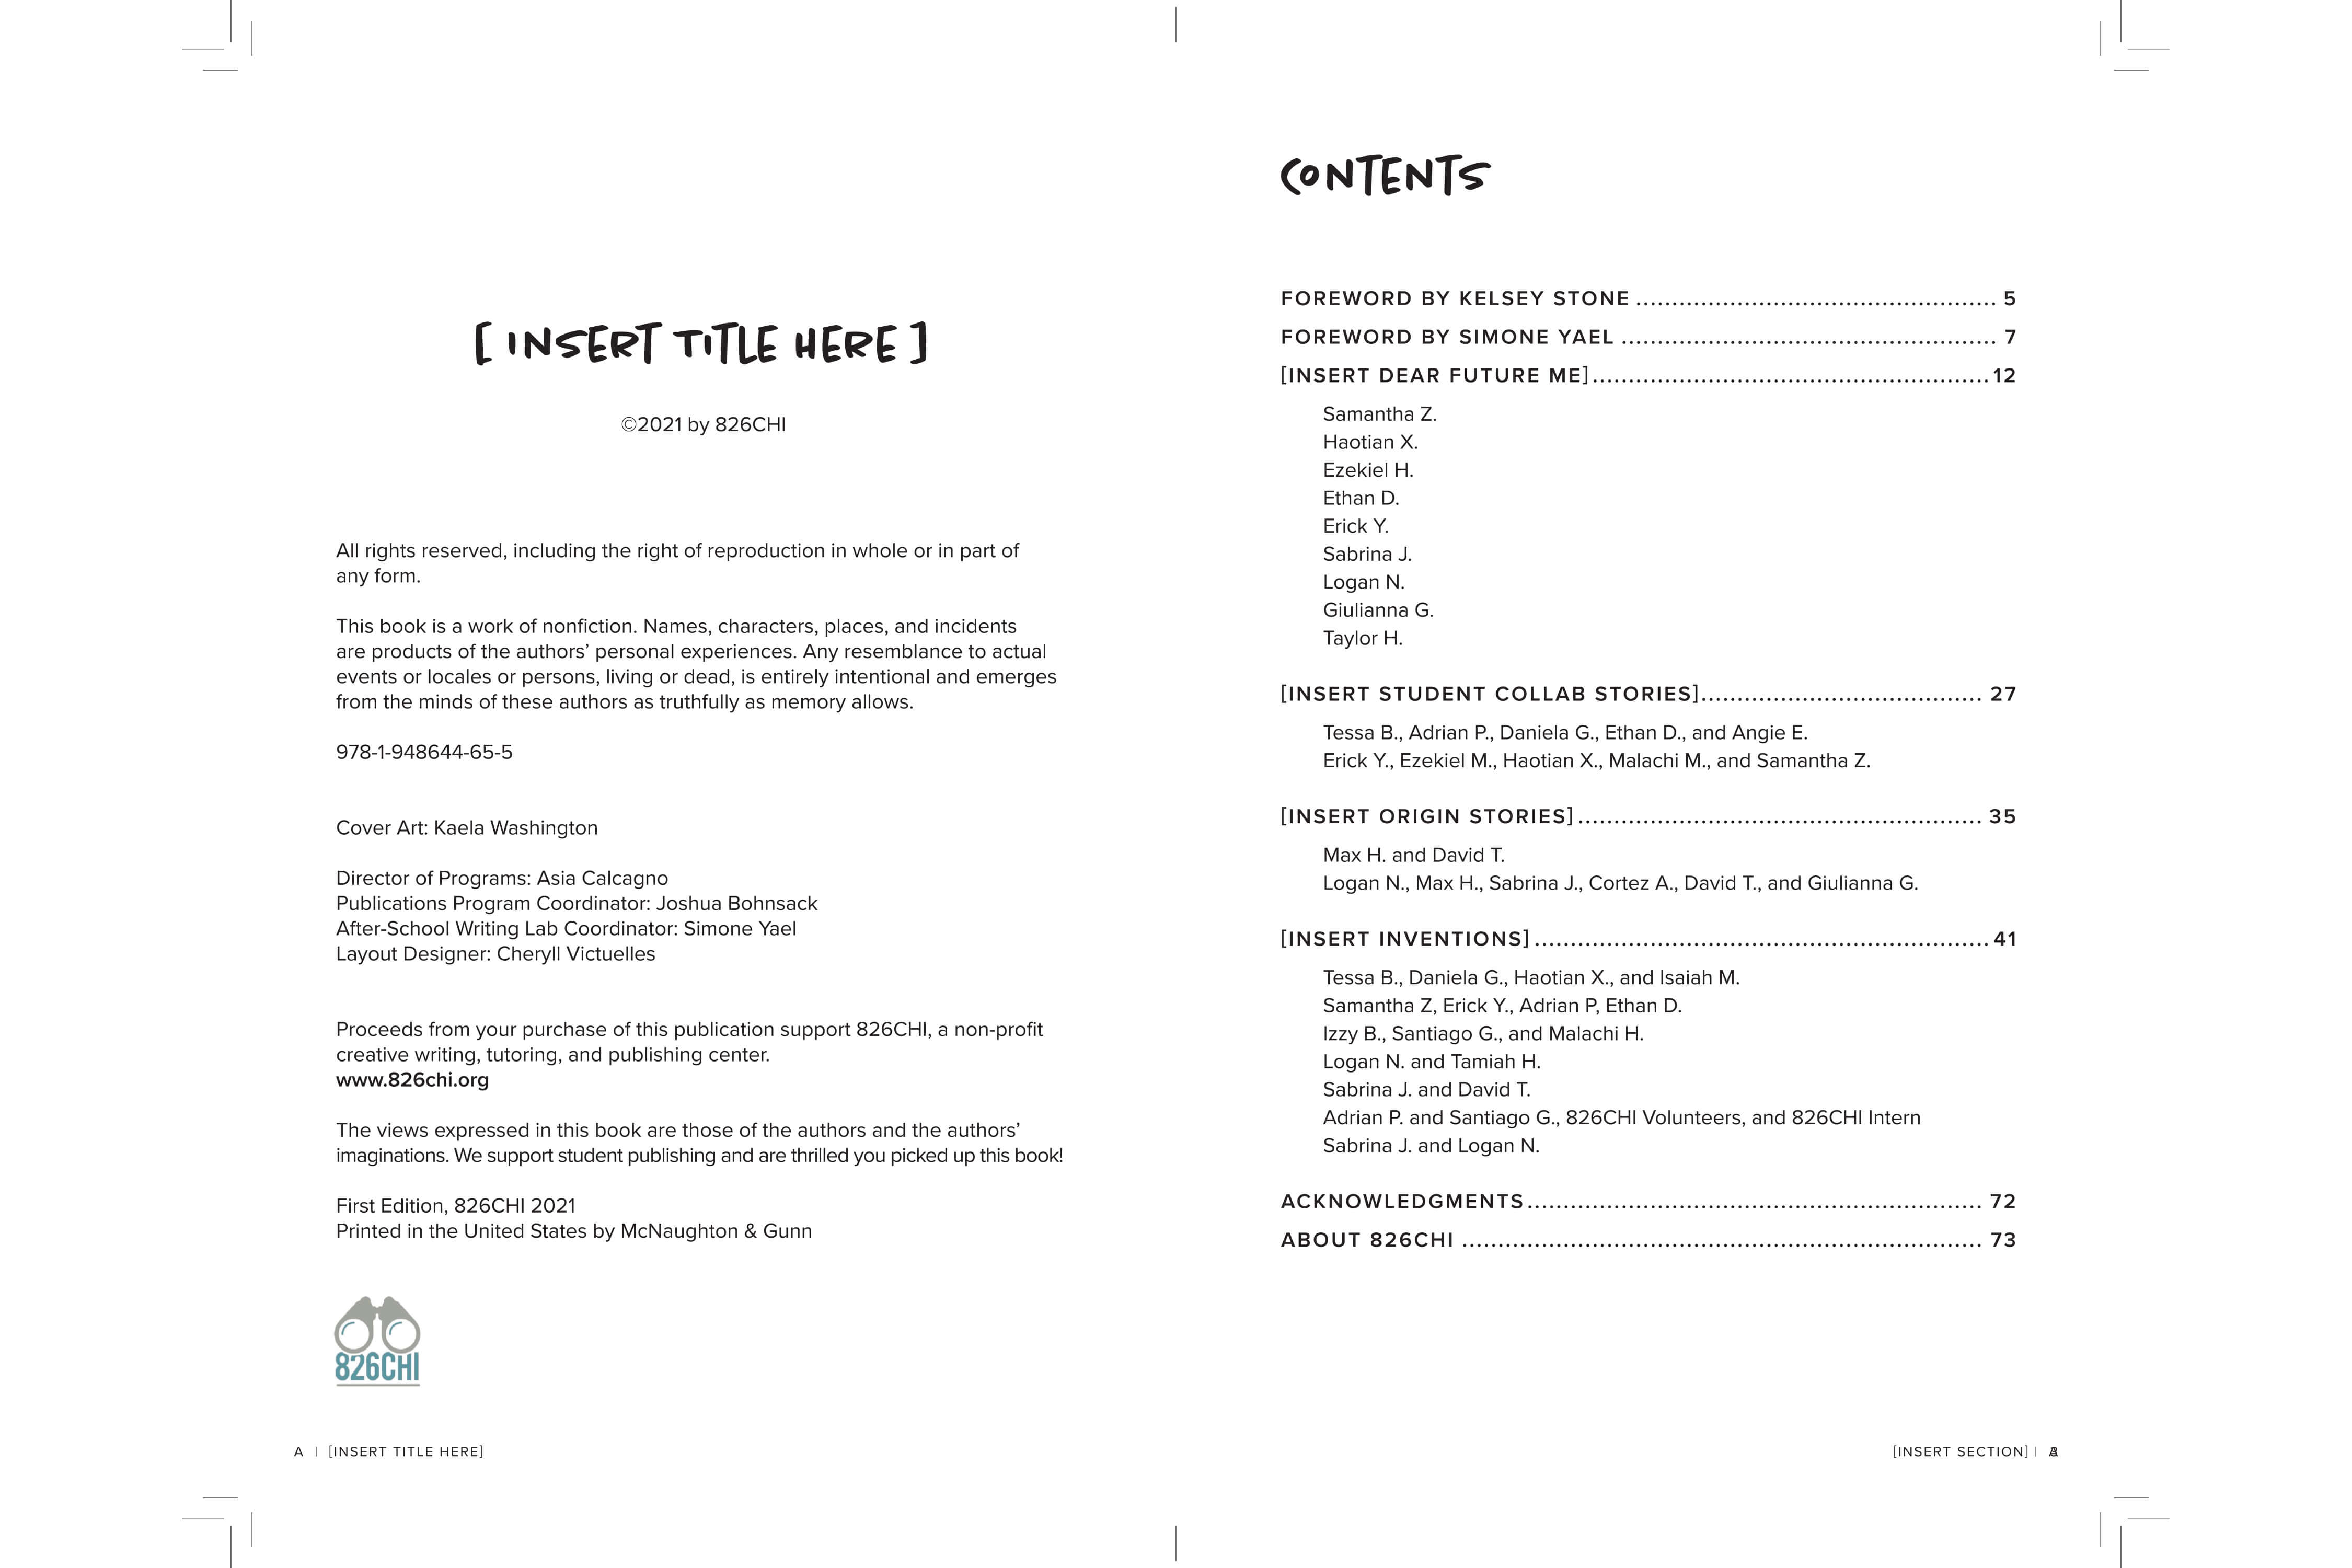 [ INSERT TITLE HERE ]
©2021 by 826CHI
All rights reserved, including the right of reproduction in whole or in part of
any form.
This book is a work of nonfiction. Names, characters, places, and incidents
are products of the authors’ personal experiences. Any resemblance to actual
events or locales or persons, living or dead, is entirely intentional and emerges
from the minds of these authors as truthfully as memory allows.
978-1-948644-65-5
Cover Art: Kaela Washington
Director of Programs: Asia Calcagno
Publications Program Coordinator: Joshua Bohnsack
After-School Writing Lab Coordinator: Simone Yael
Layout Designer: Cheryll Victuelles
Proceeds from your purchase of this publication support 826CHI, a non-profit
creative writing, tutoring, and publishing center.
www.826chi.org
The views expressed in this book are those of the authors and the authors’
imaginations. We support student publishing and are thrilled you picked up this book!
First Edition, 826CHI 2021
Printed in the United States by McNaughton & Gunn
826CHI
A | [INSERT TITLE HERE]
CONTENTS
FOREWORD BY KELSEY STONE .................................................. 5
FOREWORD BY SIMONE YAEL .................................................... 7
[INSERT DEAR FUTURE ME]....................................................... 12
Samantha Z.
Haotian X.
Ezekiel H.
Ethan D.
Erick Y.
Sabrina J.
Logan N.
Giulianna G.
Taylor H.
[INSERT STUDENT COLLAB STORIES]....................................... 27
Tessa B., Adrian P., Daniela G., Ethan D., and Angie E.
Erick Y., Ezekiel M., Haotian X., Malachi M., and Samantha Z.
[INSERT ORIGIN STORIES] ........................................................ 35
Max H. and David T.
Logan N., Max H., Sabrina J., Cortez A., David T., and Giulianna G.
[INSERT INVENTIONS] ............................................................... 41
Tessa B., Daniela G., Haotian X., and Isaiah M.
Samantha Z, Erick Y., Adrian P, Ethan D.
Izzy B., Santiago G., and Malachi H.
Logan N. and Tamiah H.
Sabrina J. and David T.
Adrian P. and Santiago G., 826CHI Volunteers, and 826CHI Intern
Sabrina J. and Logan N.
ACKNOWLEDGMENTS............................................................... 72
ABOUT 826CHI ........................................................................ 73
[INSERT SECTION] |